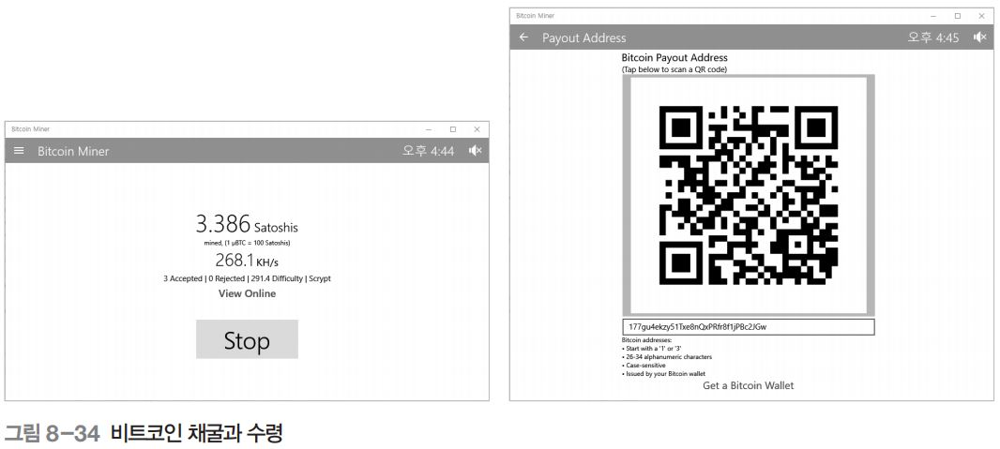 Bitcoin Miner
Bitcoin Miner
오후 4:44
3.386 Satoshis
mined, (1 µBTC = 100 Satoshis)
268.1 KH/s
3 Accepted | 0 Rejected | 291.4 Difficulty | Scrypt
View Online
Stop
Bitcoin Miner
Payout Address
오후 4:45
Bitcoin Payout Address
(Tap below to scan a QR code)
177gu4ekzy51Txe8nQxPRfr8f1jPBc2JGw
Bitcoin addresses:
• Start with a '1' or '3'
• 26-34 alphanumeric characters
• Case-sensitive
• Issued by your Bitcoin wallet
Get a Bitcoin Wallet
그림 8-34 비트코인 채굴과 수령